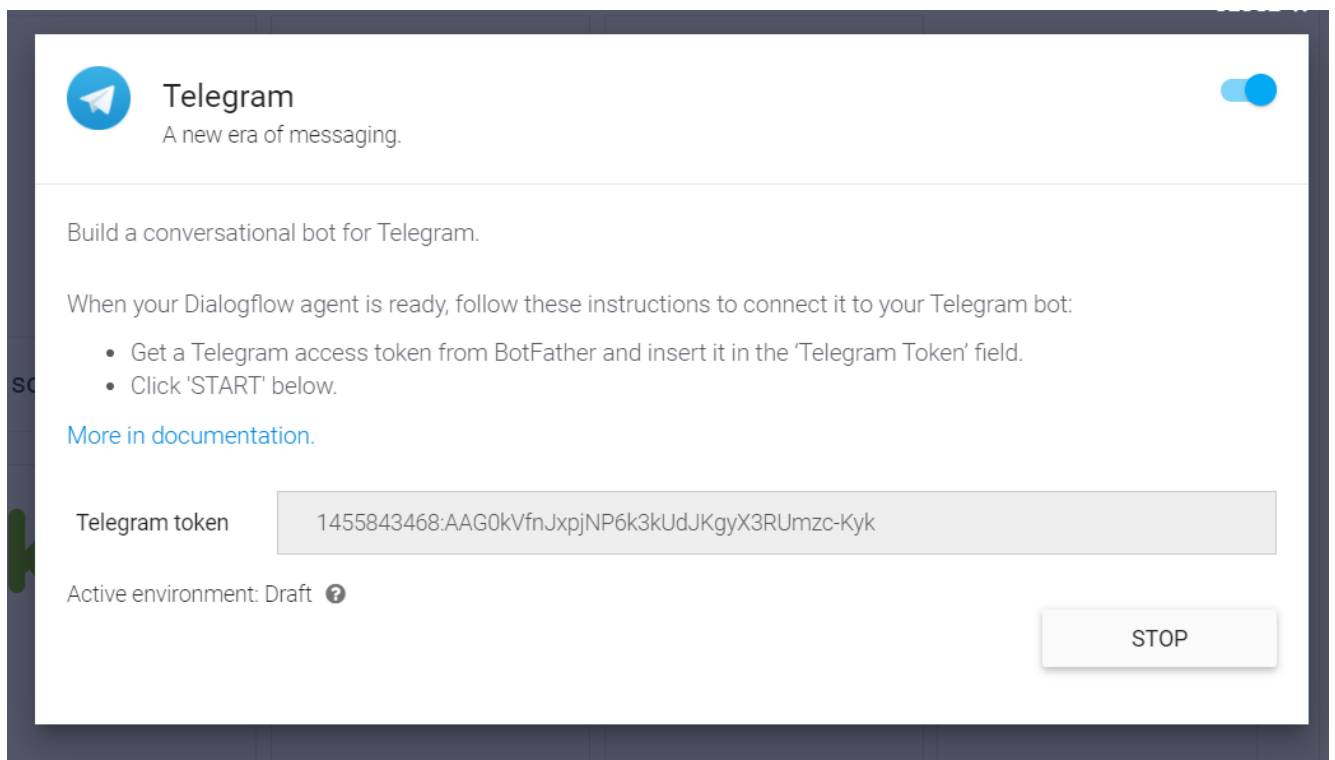 Telegram
A new era of messaging.
Build a conversational bot for Telegram.
When your Dialogflow agent is ready, follow these instructions to connect it to your Telegram bot:
• Get a Telegram access token from BotFather and insert it in the ‘Telegram Token’ field.
• Click 'START' below.
More in documentation.
Telegram token 1455843468:AAG0kVfnJxpjNP6k3kUdJKgyX3RUmzc-Kyk
Active environment: Draft
STOP